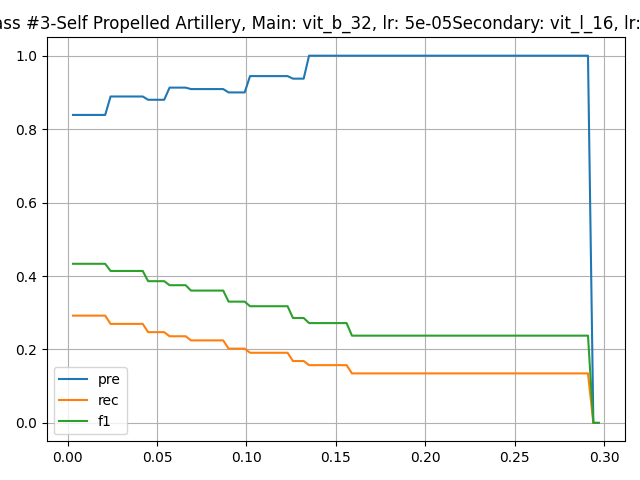 ass #3-Self Propelled Artillery, Main: vit_b_32, lr: 5e-05Secondary: vit_l_16, lr:
1.0
0.8
0.6
0.4
0.2
0.0
pre
rec
f1
0.00 0.05 0.10 0.15 0.20 0.25 0.30